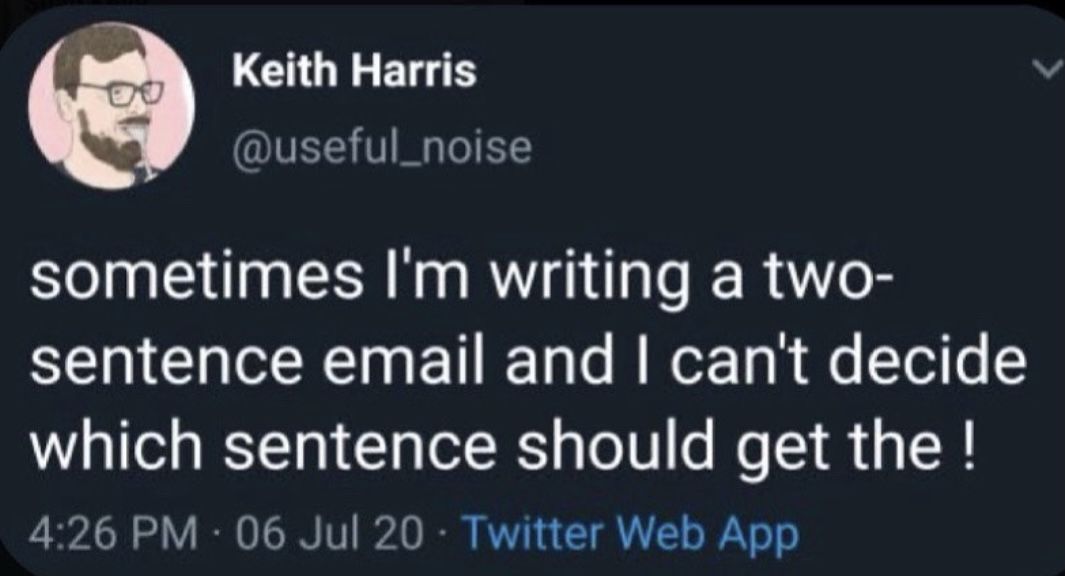 Keith Harris
@useful_noise
sometimes I'm writing a two-
sentence email and I can't decide
which sentence should get the !
4:26 PM · 06 Jul 20 · Twitter Web App